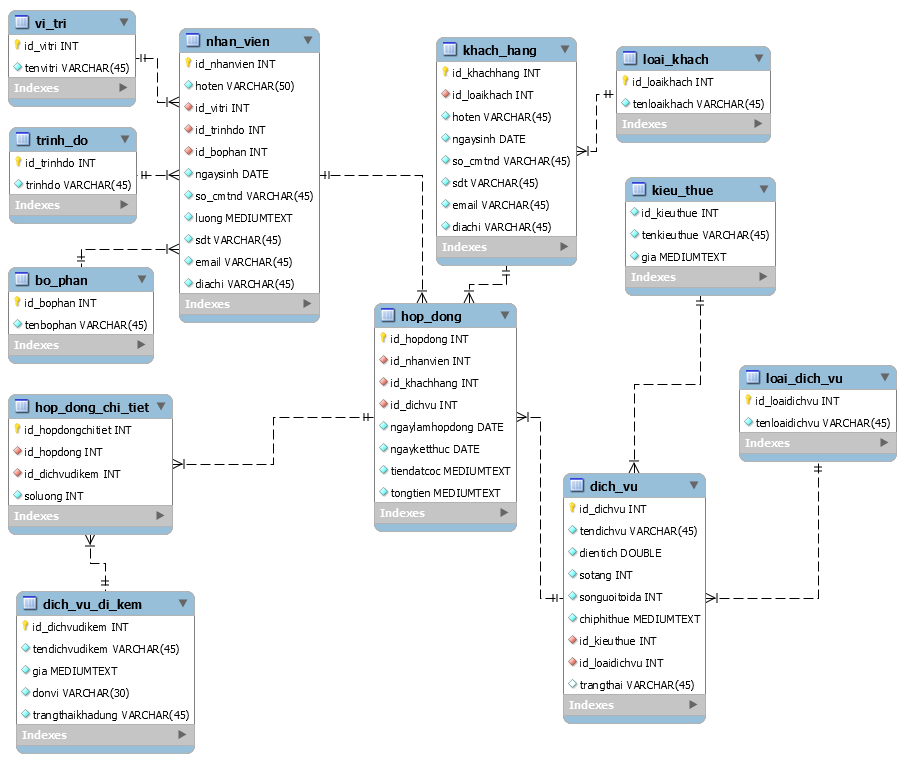 vi_tri
id_vitri INT
tenvitri VARCHAR(45)
Indexes
trinh_do
id_trinhdo INT
trinhdo VARCHAR(45)
Indexes
bo_phan
id_bophan INT
tenbophan VARCHAR(45)
Indexes
nhan_vien
id_nhanvien INT
hoten VARCHAR(50)
id_vitri INT
id_trinhdo INT
id_bophan INT
ngaysinh DATE
so_cmtnd VARCHAR(45)
luong MEDIUMTEXT
sdt VARCHAR(45)
email VARCHAR(45)
diachi VARCHAR(45)
Indexes
khach_hang
id_khachhang INT
id_loaikhach INT
hoten VARCHAR(45)
ngaysinh DATE
so_cmtnd VARCHAR(45)
sdt VARCHAR(45)
email VARCHAR(45)
diachi VARCHAR(45)
Indexes
loai_khach
id_loaikhach INT
tenloaikhach VARCHAR(45)
Indexes
kieu_thue
id_kieuthue INT
tenkieuthue VARCHAR(45)
gia MEDIUMTEXT
Indexes
hop_dong
id_hopdong INT
id_nhanvien INT
id_khachhang INT
id_dichvu INT
ngaylamhopdong DATE
ngayketthuc DATE
tiendatcoc MEDIUMTEXT
tongtien MEDIUMTEXT
Indexes
loai_dich_vu
id_loaidichvu INT
tenloaidichvu VARCHAR(45)
Indexes
hop_dong_chi_tiet
id_hopdongchitiet INT
id_hopdong INT
id_dichvudikem INT
soluong INT
Indexes
dich_vu
id_dichvu INT
tendichvu VARCHAR(45)
dientich DOUBLE
sotang INT
songuoitoida INT
chiphithue MEDIUMTEXT
id_kieuthue INT
id_loaidichvu INT
trangthai VARCHAR(45)
Indexes
dich_vu_di_kem
id_dichvudikem INT
tendichvudikem VARCHAR(45)
gia MEDIUMTEXT
donvi VARCHAR(30)
trangthaikhadung VARCHAR(45)
Indexes